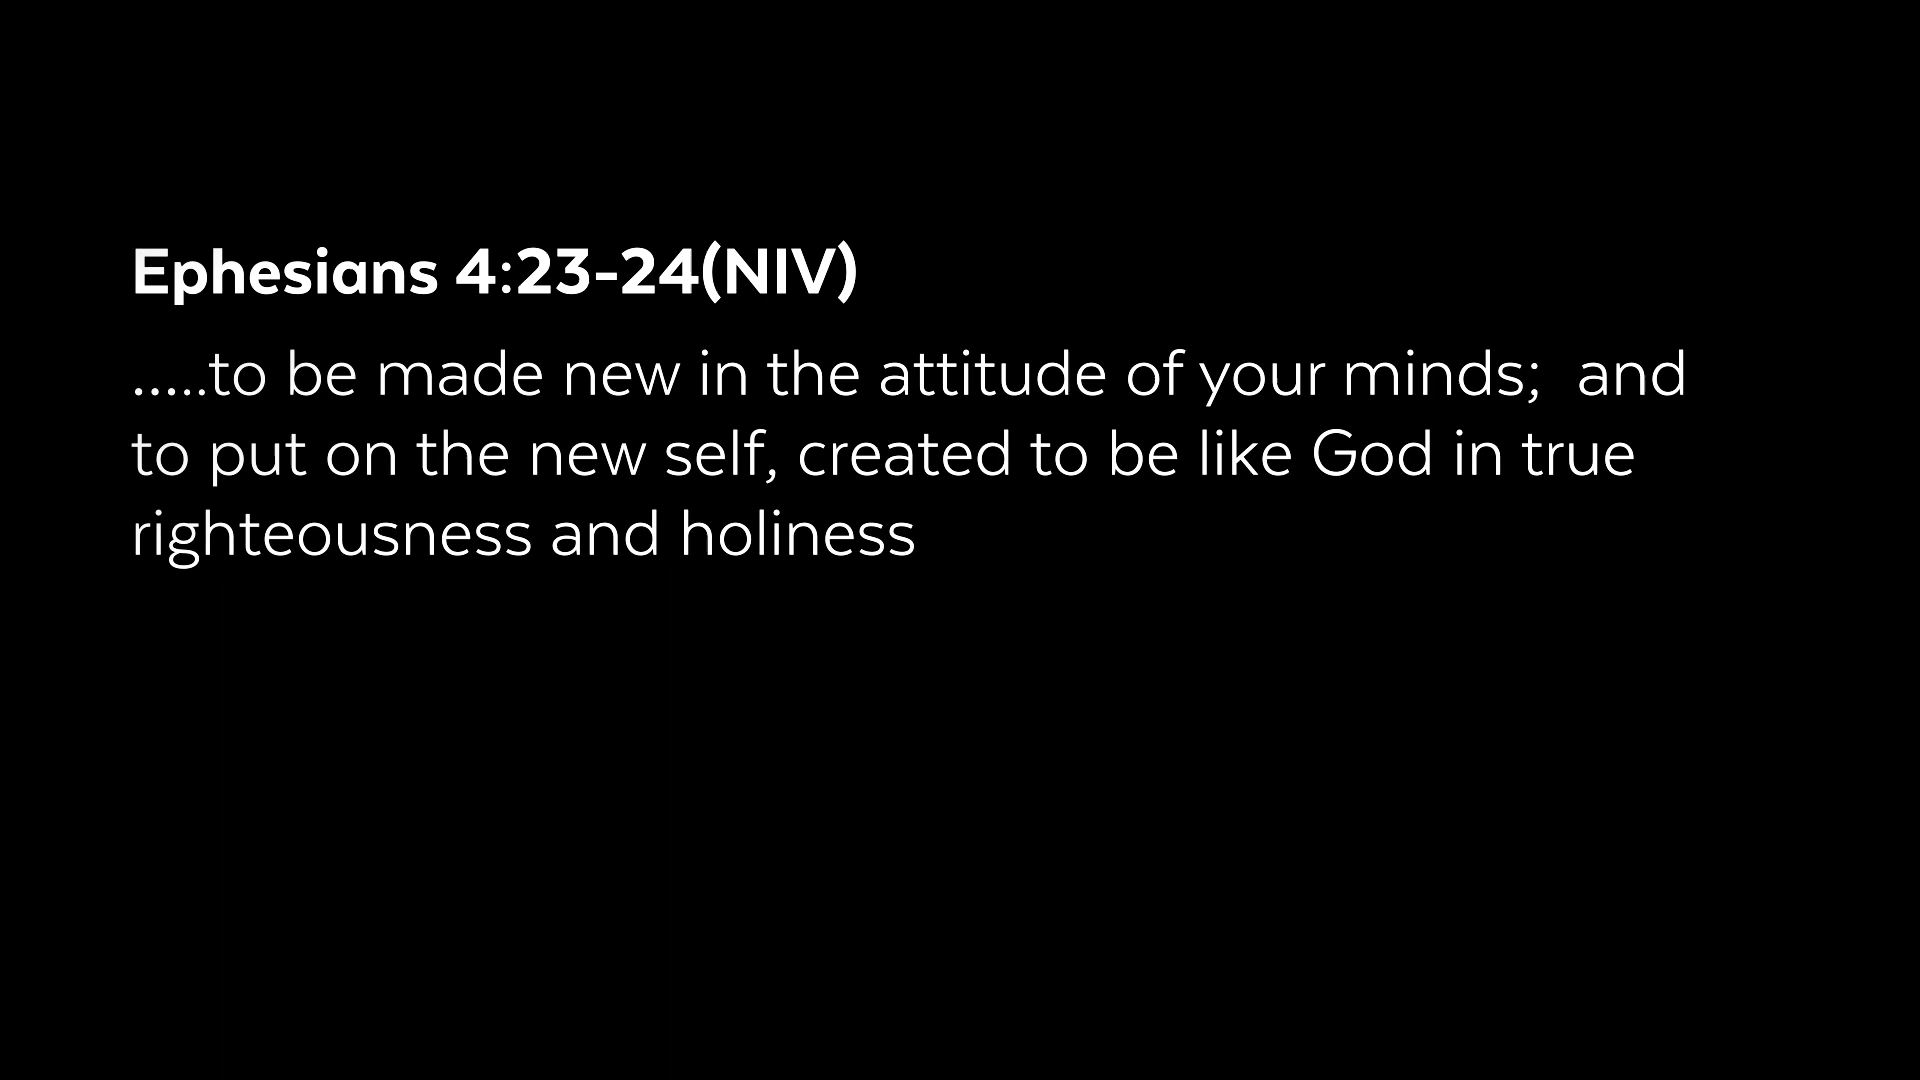 Ephesians 4:23-24(NIV)
.....to be made new in the attitude of your minds;  and
to put on the new self, created to be like God in true
righteousness and holiness